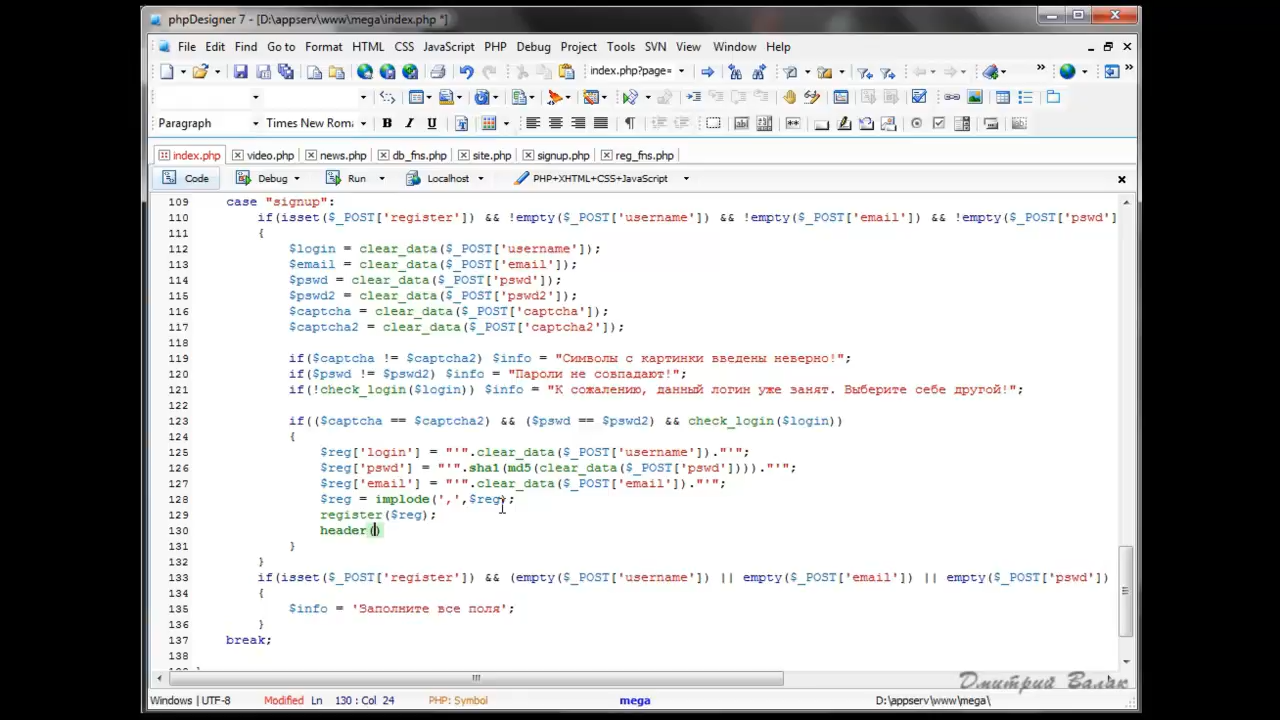 phpDesigner 7 - [D:\appserv\www\mega\index.php *]
File Edit Find Go to Format HTML CSS JavaScript PHP Debug Project Tools SVN View Window Help
index.php?page=
Paragraph Times New Roma B I U
index.php video.php news.php db_fns.php site.php signup.php reg_fns.php
Code Debug Run Localhost PHP+XHTML+CSS+JavaScript
109 case "signup":
110 if(isset($_POST['register']) && !empty($_POST['username']) && !empty($_POST['email']) && !empty($_POST['pswd']
111 {
112 $login = clear_data($_POST['username']);
113 $email = clear_data($_POST['email']);
114 $pswd = clear_data($_POST['pswd']);
115 $pswd2 = clear_data($_POST['pswd2']);
116 $captcha = clear_data($_POST['captcha']);
117 $captcha2 = clear_data($_POST['captcha2']);
118
119 if($captcha != $captcha2) $info = "Символы с картинки введены неверно!";
120 if($pswd != $pswd2) $info = "Пароли не совпадают!";
121 if(!check_login($login)) $info = "К сожалению, данный логин уже занят. Выберите себе другой!";
122
123 if(($captcha == $captcha2) && ($pswd == $pswd2) && check_login($login))
124 {
125 $reg['login'] = "'".clear_data($_POST['username'])."'";
126 $reg['pswd'] = "'".sha1(md5(clear_data($_POST['pswd'])))."'";
127 $reg['email'] = "'".clear_data($_POST['email'])."'";
128 $reg = implode(',',$reg);
129 register($reg);
130 header()
131 }
132 }
133 if(isset($_POST['register']) && (empty($_POST['username']) || empty($_POST['email']) || empty($_POST['pswd'])
134 {
135 $info = 'Заполните все поля';
136 }
137 break;
138
Дмитрий Валак
Windows | UTF-8 Modified Ln 130 : Col 24 PHP: Symbol mega D:\appserv\www\mega\